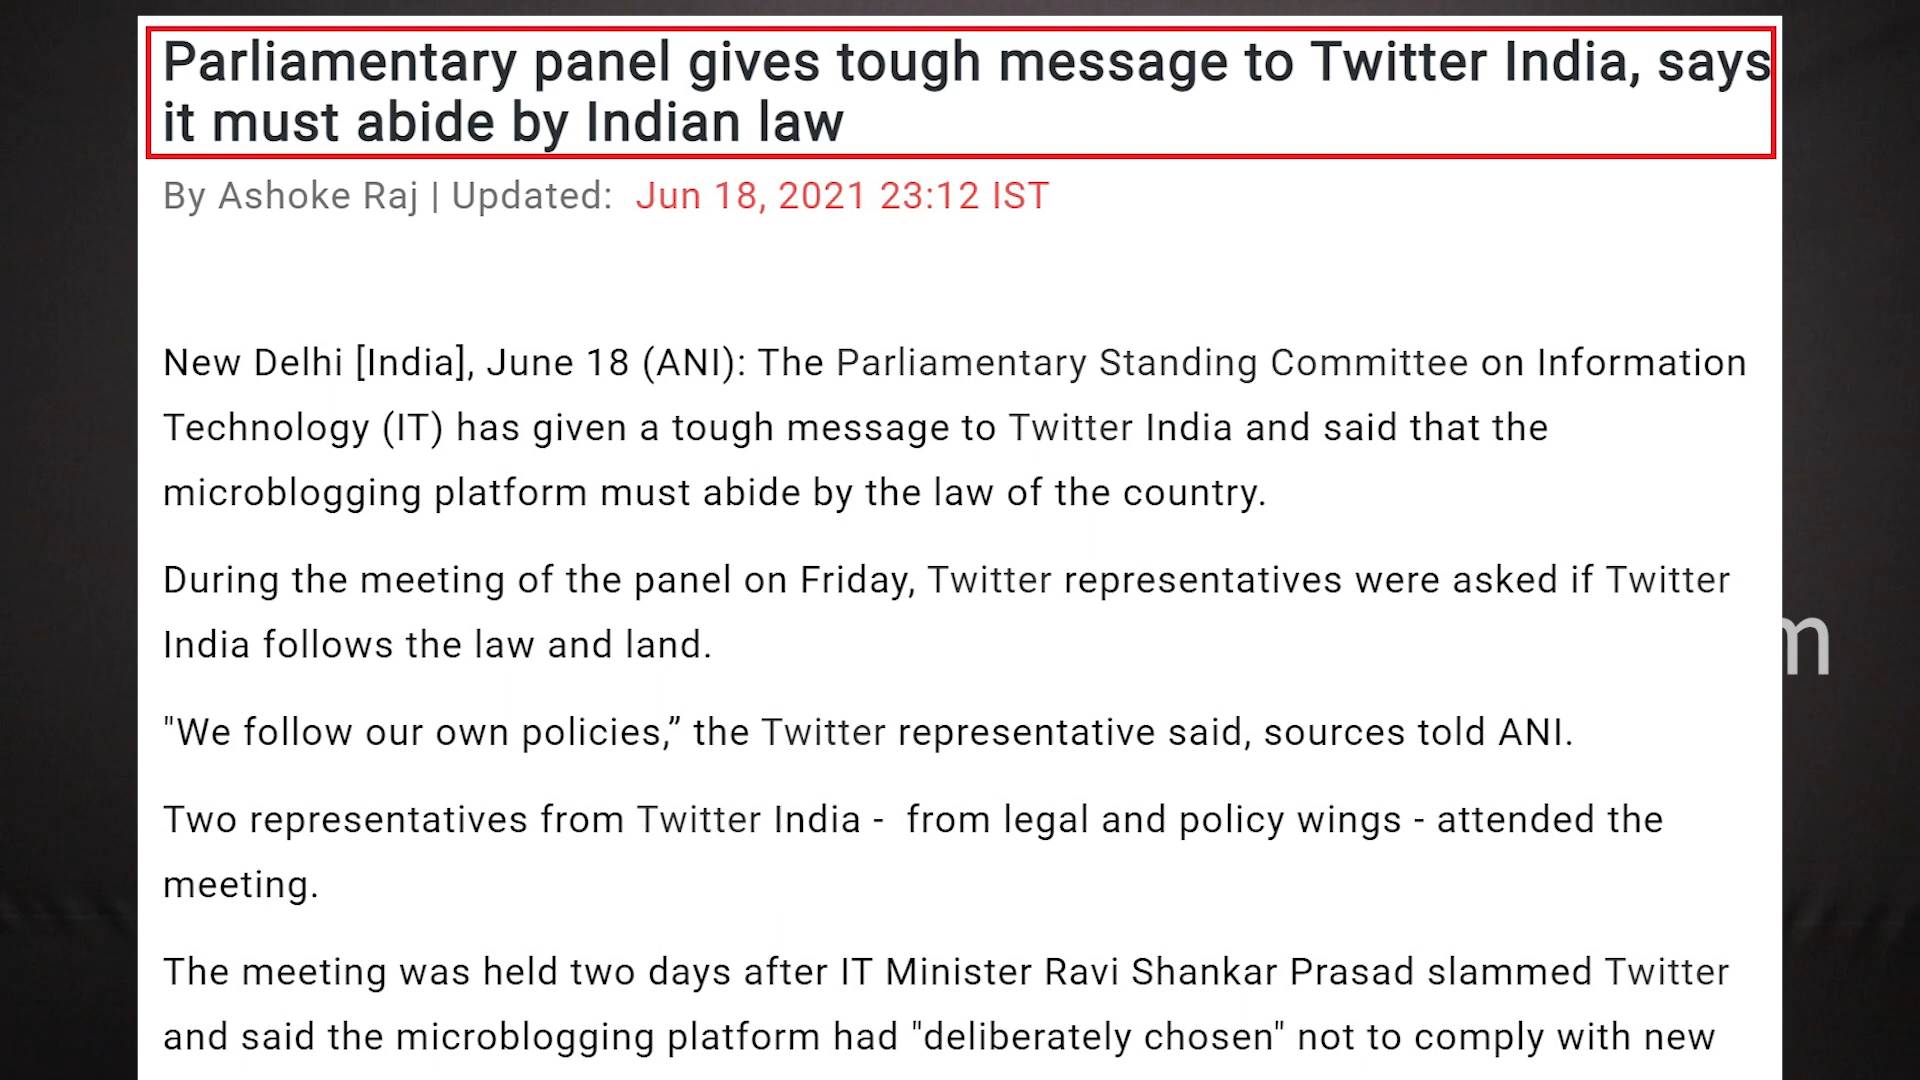 Parliamentary panel gives tough message to Twitter India, says
it must abide by Indian law
By Ashoke Raj | Updated: Jun 18, 2021 23:12 IST
New Delhi [India], June 18 (ANI): The Parliamentary Standing Committee on Information
Technology (IT) has given a tough message to Twitter India and said that the
microblogging platform must abide by the law of the country.
During the meeting of the panel on Friday, Twitter representatives were asked if Twitter
India follows the law and land.
"We follow our own policies,” the Twitter representative said, sources told ANI.
Two representatives from Twitter India -  from legal and policy wings - attended the
meeting.
The meeting was held two days after IT Minister Ravi Shankar Prasad slammed Twitter
and said the microblogging platform had "deliberately chosen" not to comply with new